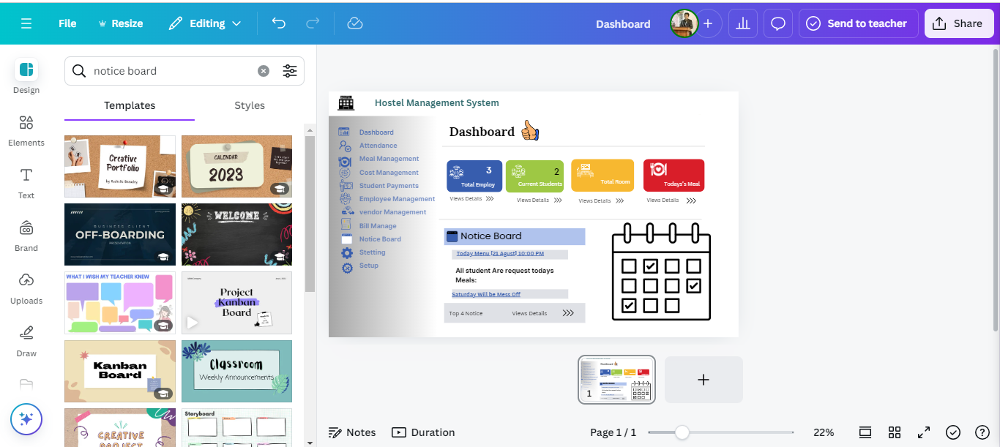 File
Resize
Editing
Dashboard
Send to teacher
Share
Design
Elements
Text
Brand
Uploads
Draw
notice board
Templates
Styles
Creative
Portfolio
CALENDAR
2023
BUSINESS CLIENT
OFF-BOARDING
PRESENTATION
WELCOME
WHAT I WISH MY TEACHER KNEW
Project
Kanban
Board
Kanban
Board
Classroom
Weekly Announcements
CREATIVE
PROJECT
Storyboard
Hostel Management System
Dashboard
Attendance
Meal Management
Cost Management
Student Payments
Employee Management
vendor Management
Bill Manage
Notice Board
Stetting
Setup
Dashboard
3
Total Employ
2
Current Students
Total Room
Todays's Meal
Views Details
Views Details
Views Details
Views Details
Notice Board
Today Menu [21 Agust] 10:00 PM
All student Are request todays
Meals:
Saturday Will be Mess Off
Top 4 Notice
Views Details
1
Notes
Duration
Page 1 / 1
22%